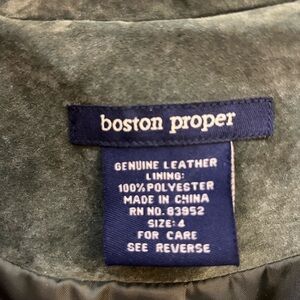 boston proper
GENUINE LEATHER
LINING:
100% POLYESTER
MADE IN CHINA
RN NO. 83952
SIZE: 4
FOR CARE
SEE REVERSE